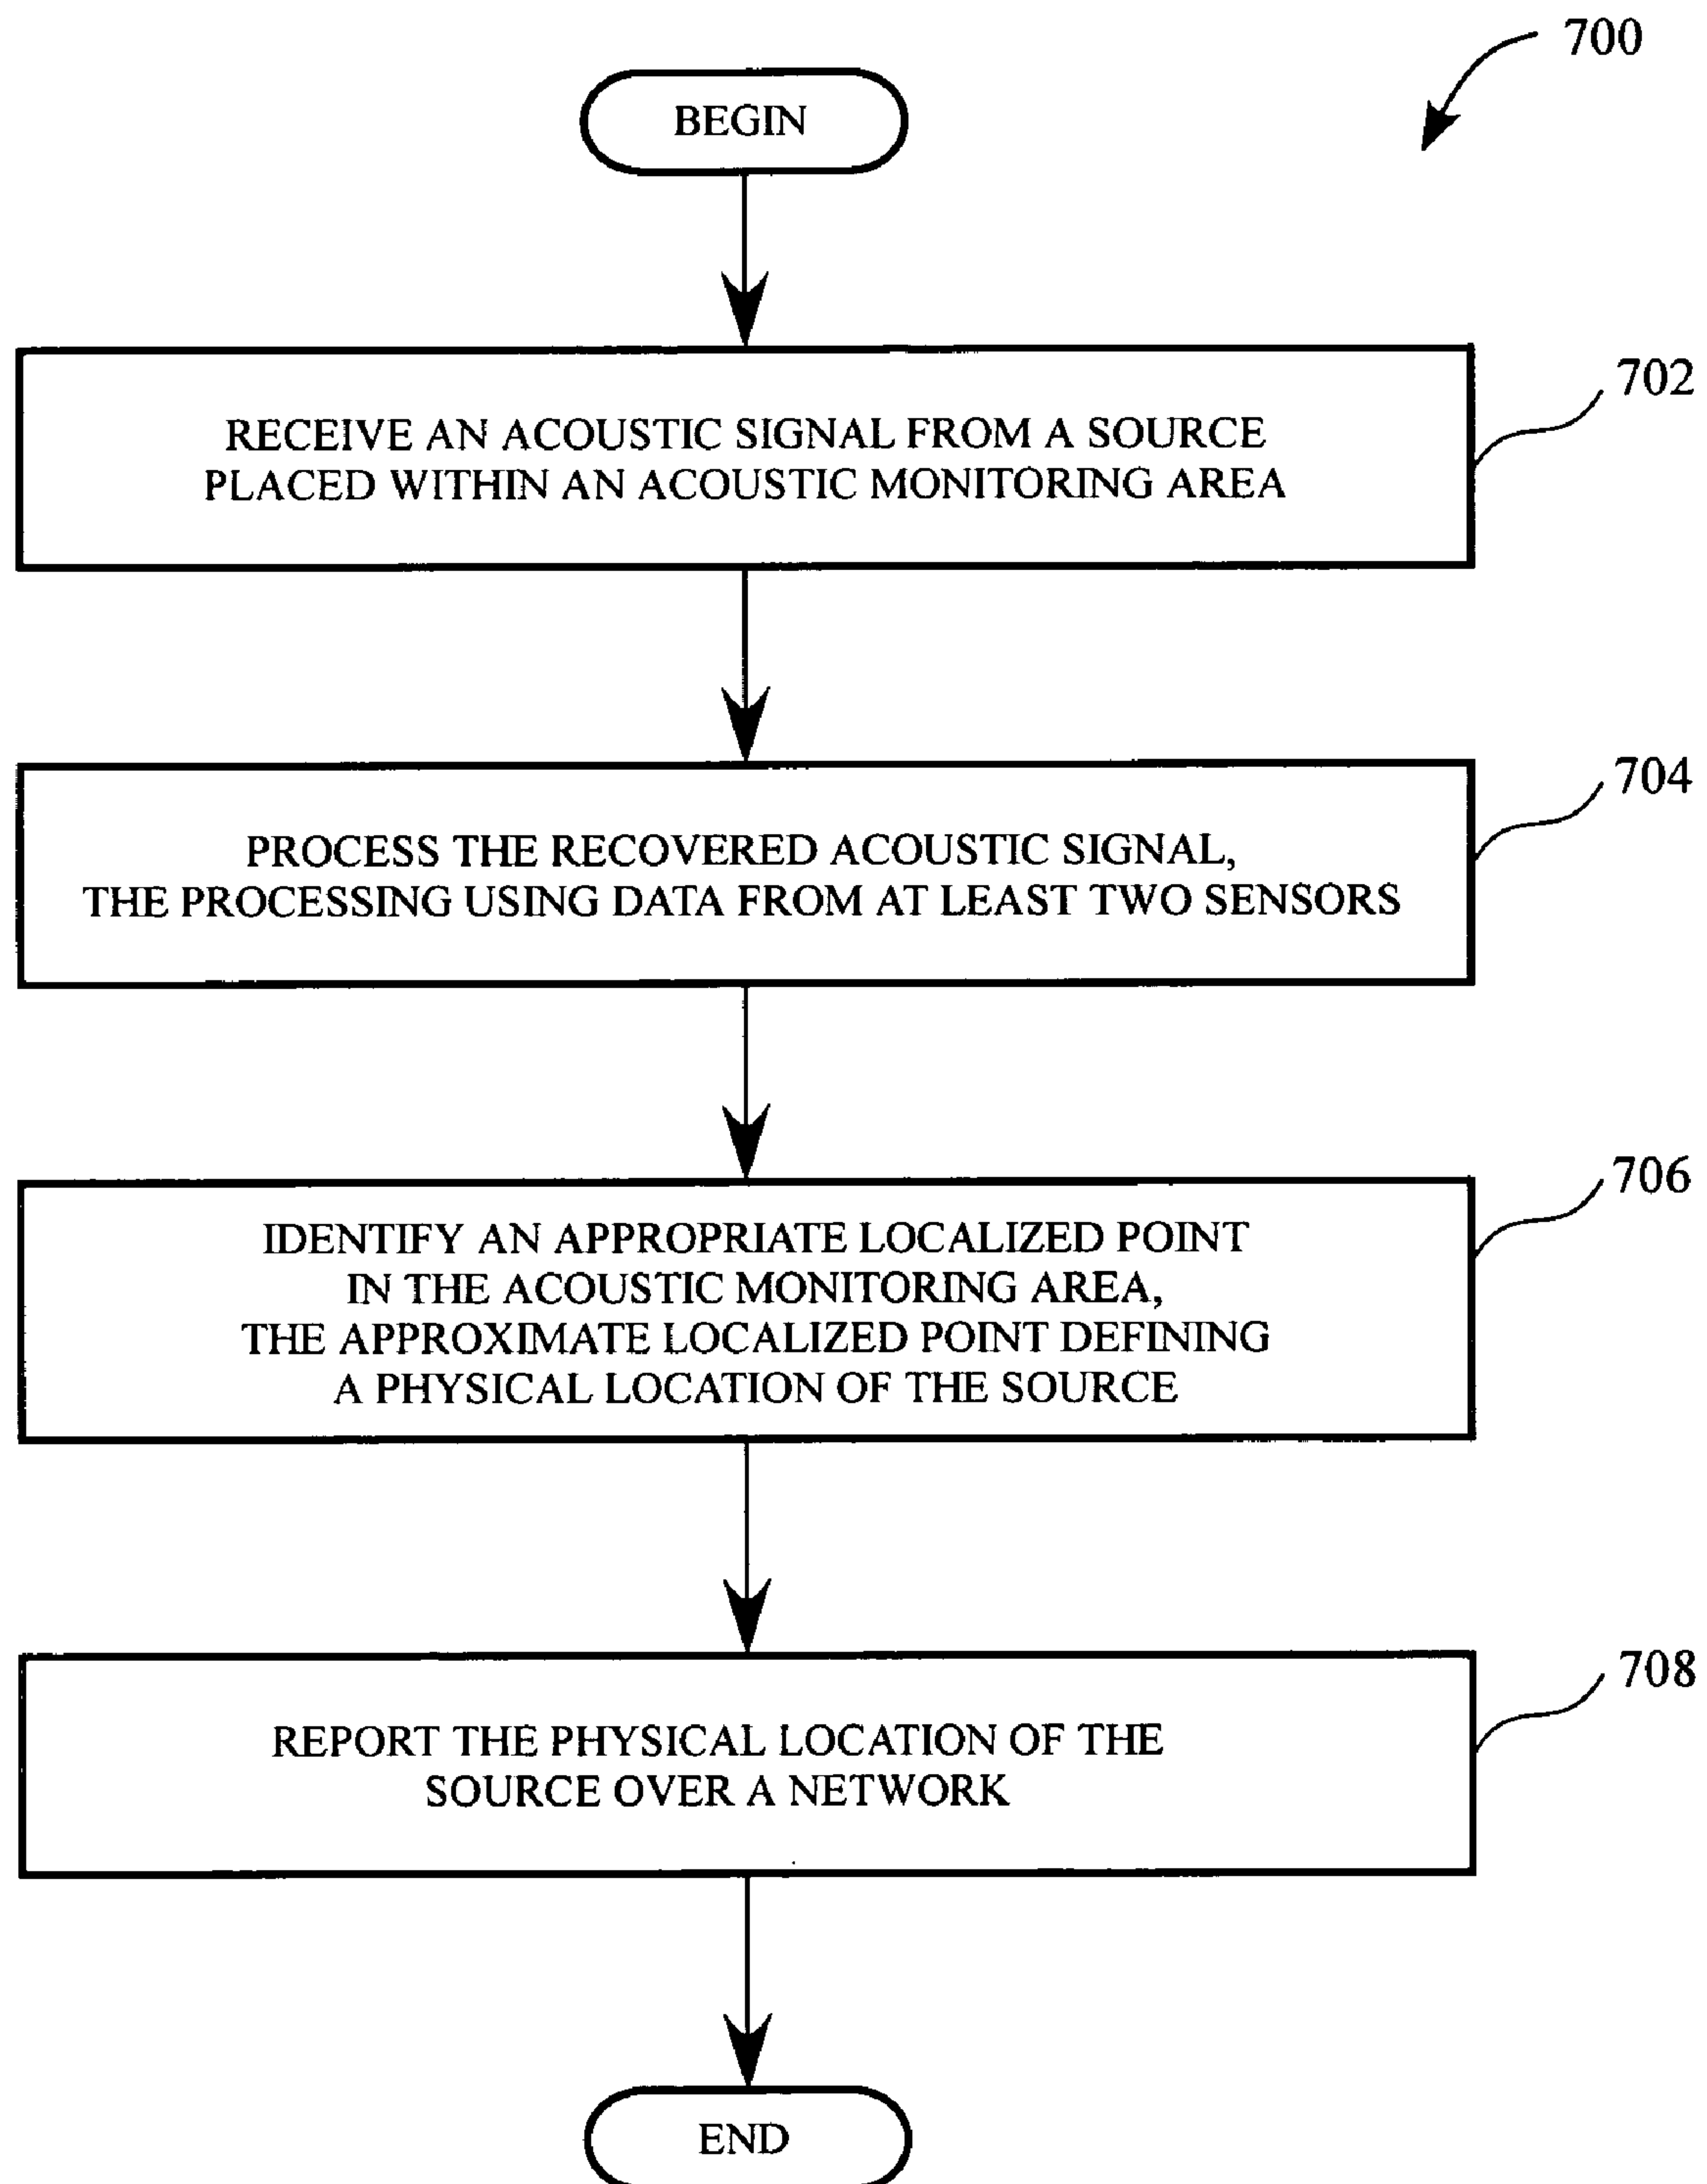 700
BEGIN
702
RECEIVE AN ACOUSTIC SIGNAL FROM A SOURCE
PLACED WITHIN AN ACOUSTIC MONITORING AREA
704
PROCESS THE RECOVERED ACOUSTIC SIGNAL,
THE PROCESSING USING DATA FROM AT LEAST TWO SENSORS
706
IDENTIFY AN APPROPRIATE LOCALIZED POINT
IN THE ACOUSTIC MONITORING AREA,
THE APPROXIMATE LOCALIZED POINT DEFINING
A PHYSICAL LOCATION OF THE SOURCE
708
REPORT THE PHYSICAL LOCATION OF THE
SOURCE OVER A NETWORK
END